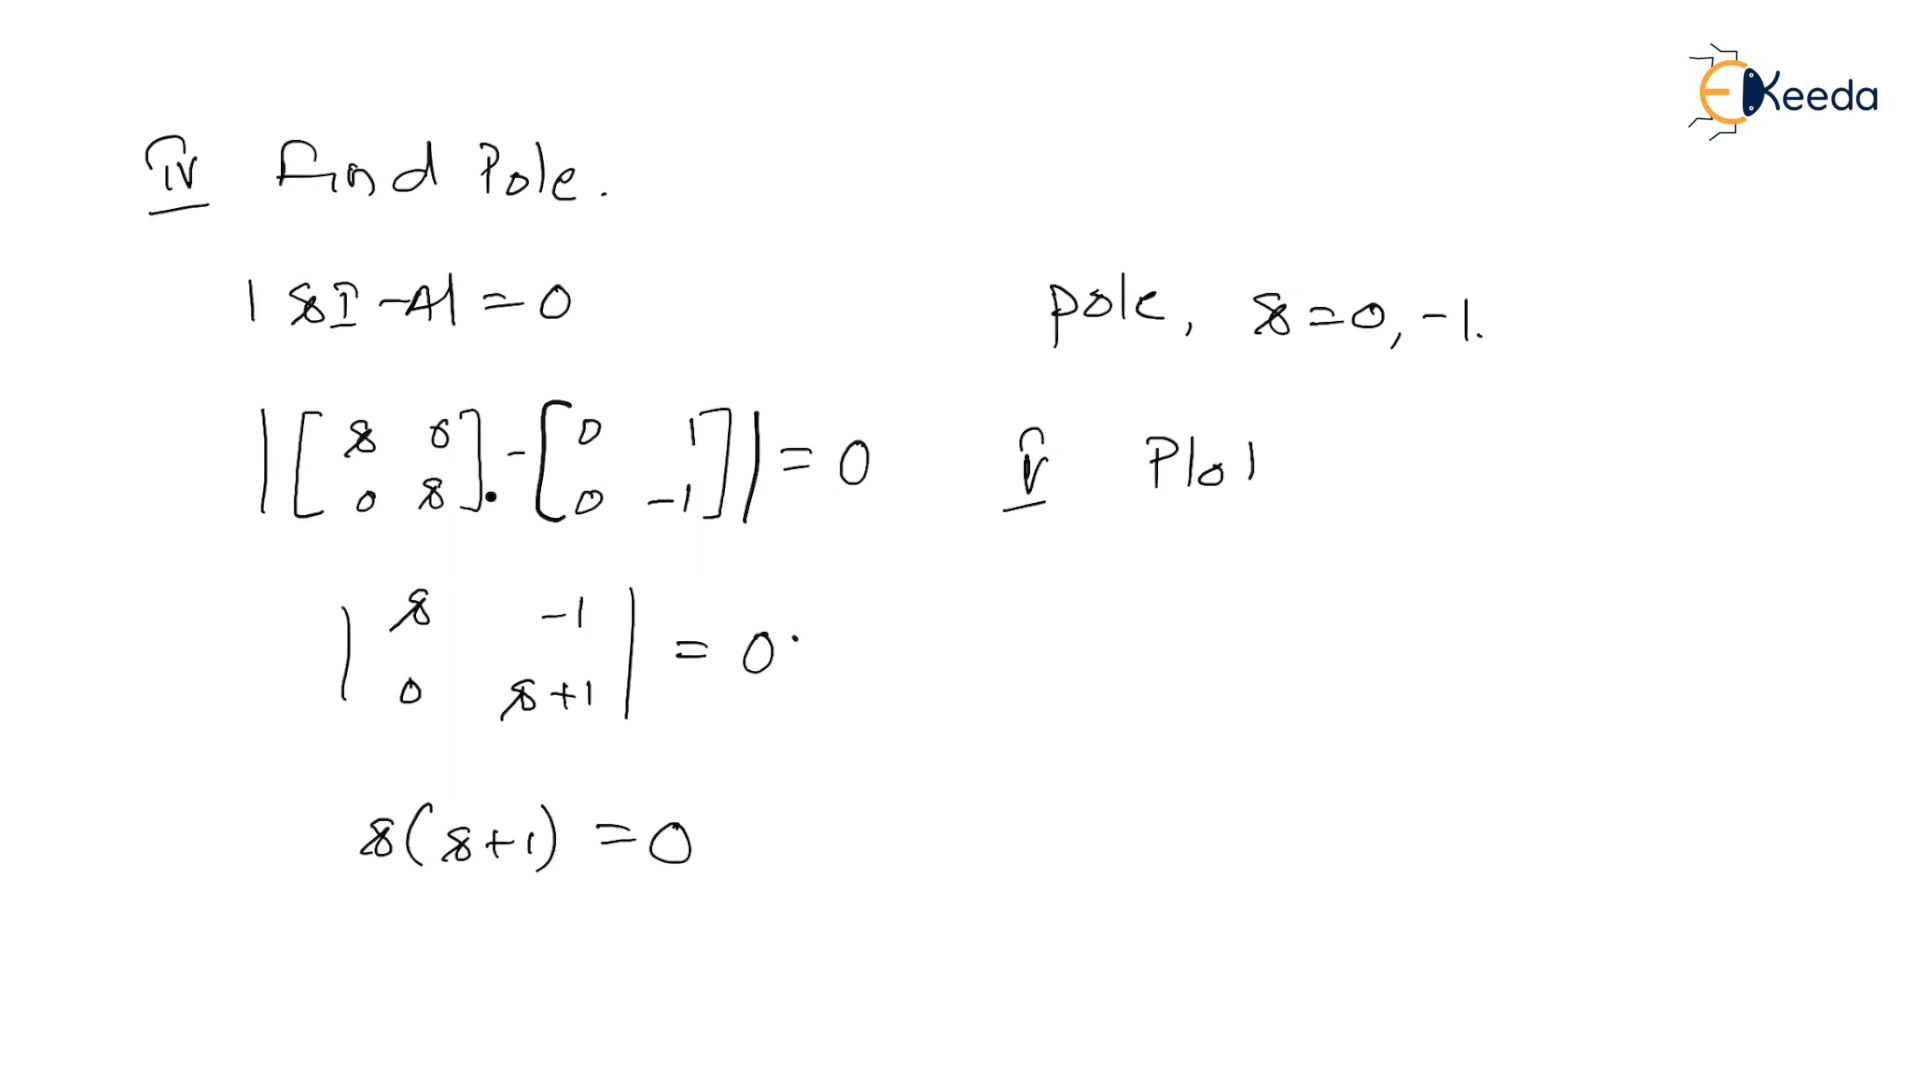 EKeeda
IV Find Pole.
|sI - A| = 0
|[s 0
0 s] - [0 1
0 -1]| = 0
|s -1
0 s+1| = 0
s(s+1) = 0
pole, s = 0, -1.
V Plot